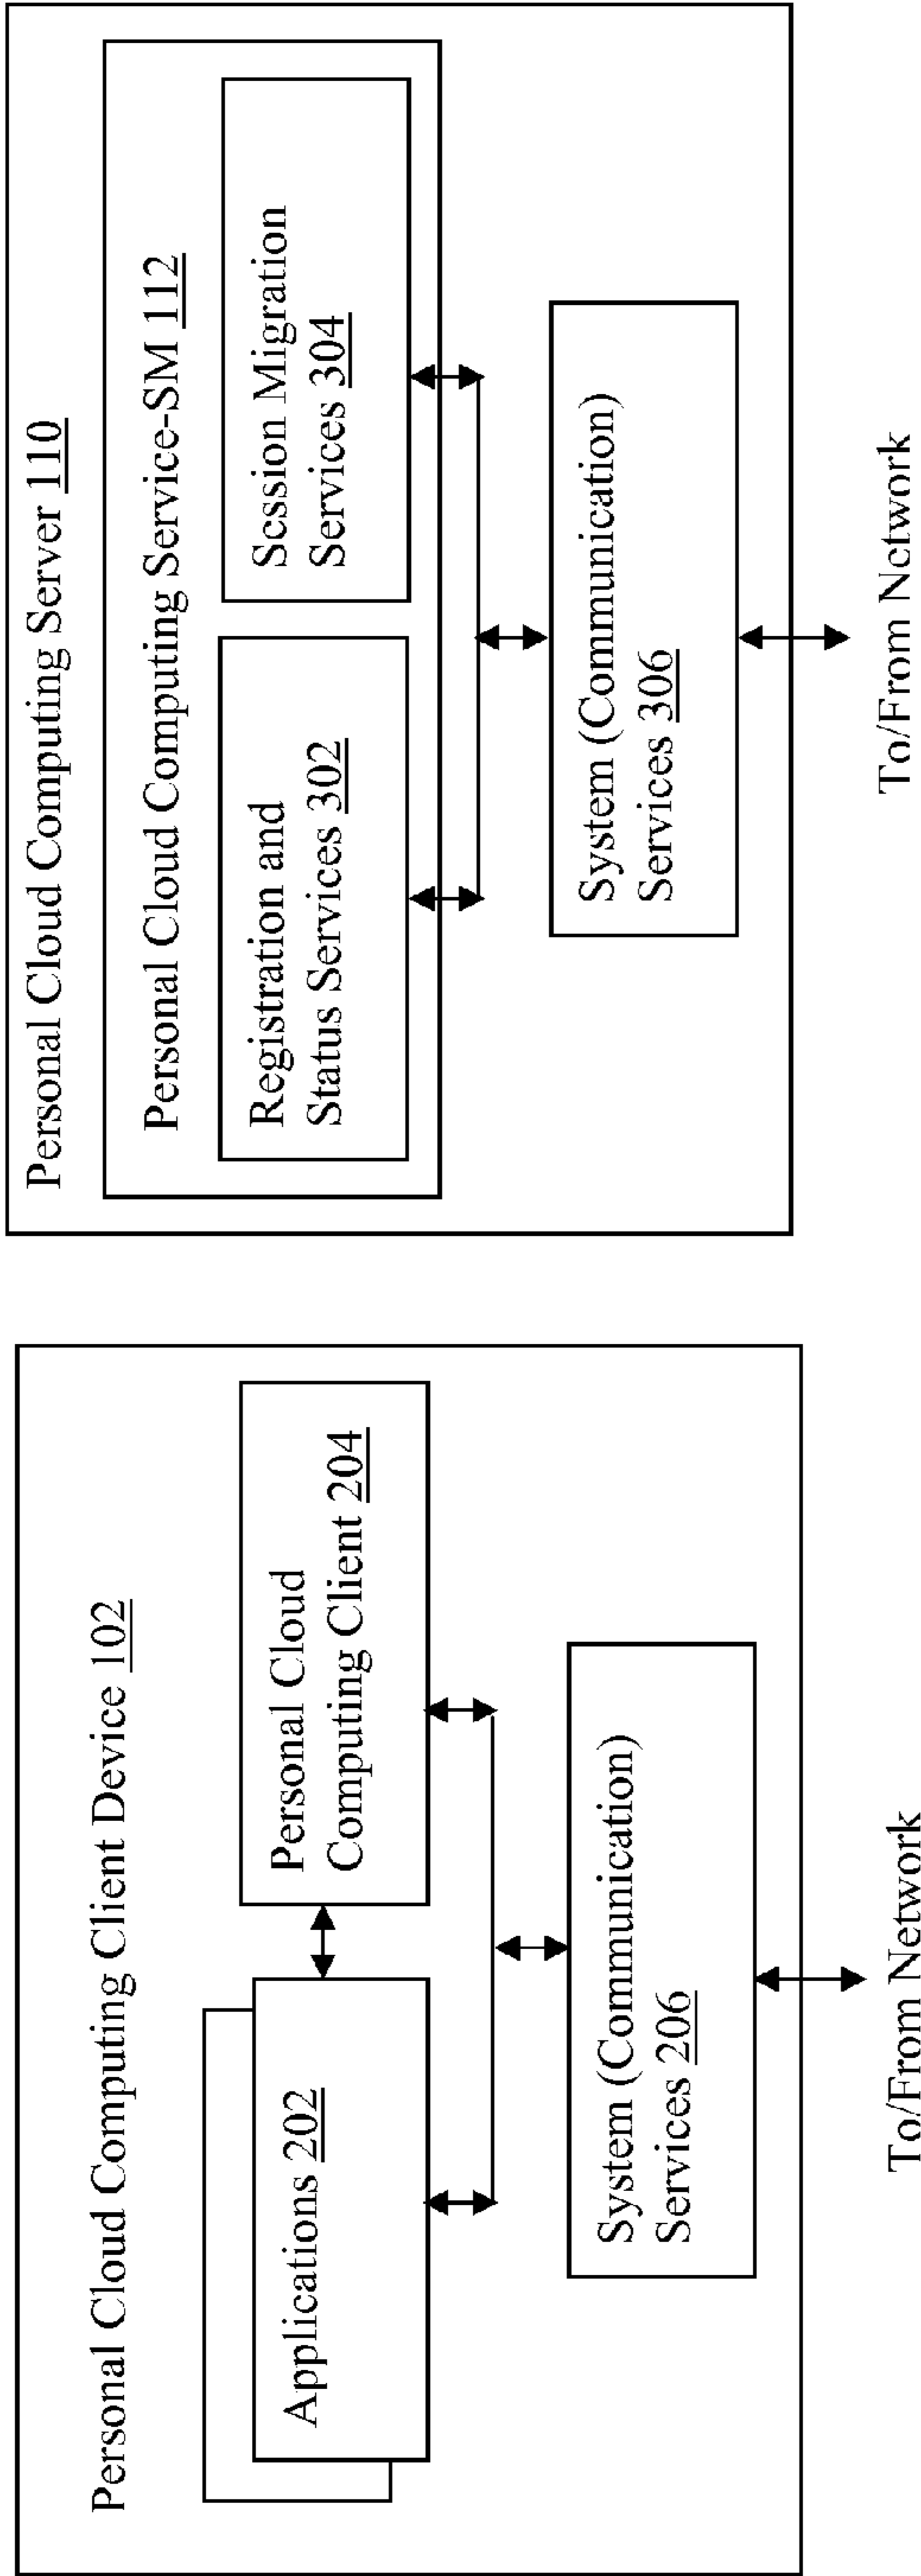 Personal Cloud Computing Client Device 102
Applications 202
Personal Cloud
Computing Client 204
System (Communication)
Services 206
To/From Network
Personal Cloud Computing Server 110
Personal Cloud Computing Service-SM 112
Registration and
Status Services 302
Session Migration
Services 304
System (Communication)
Services 306
To/From Network